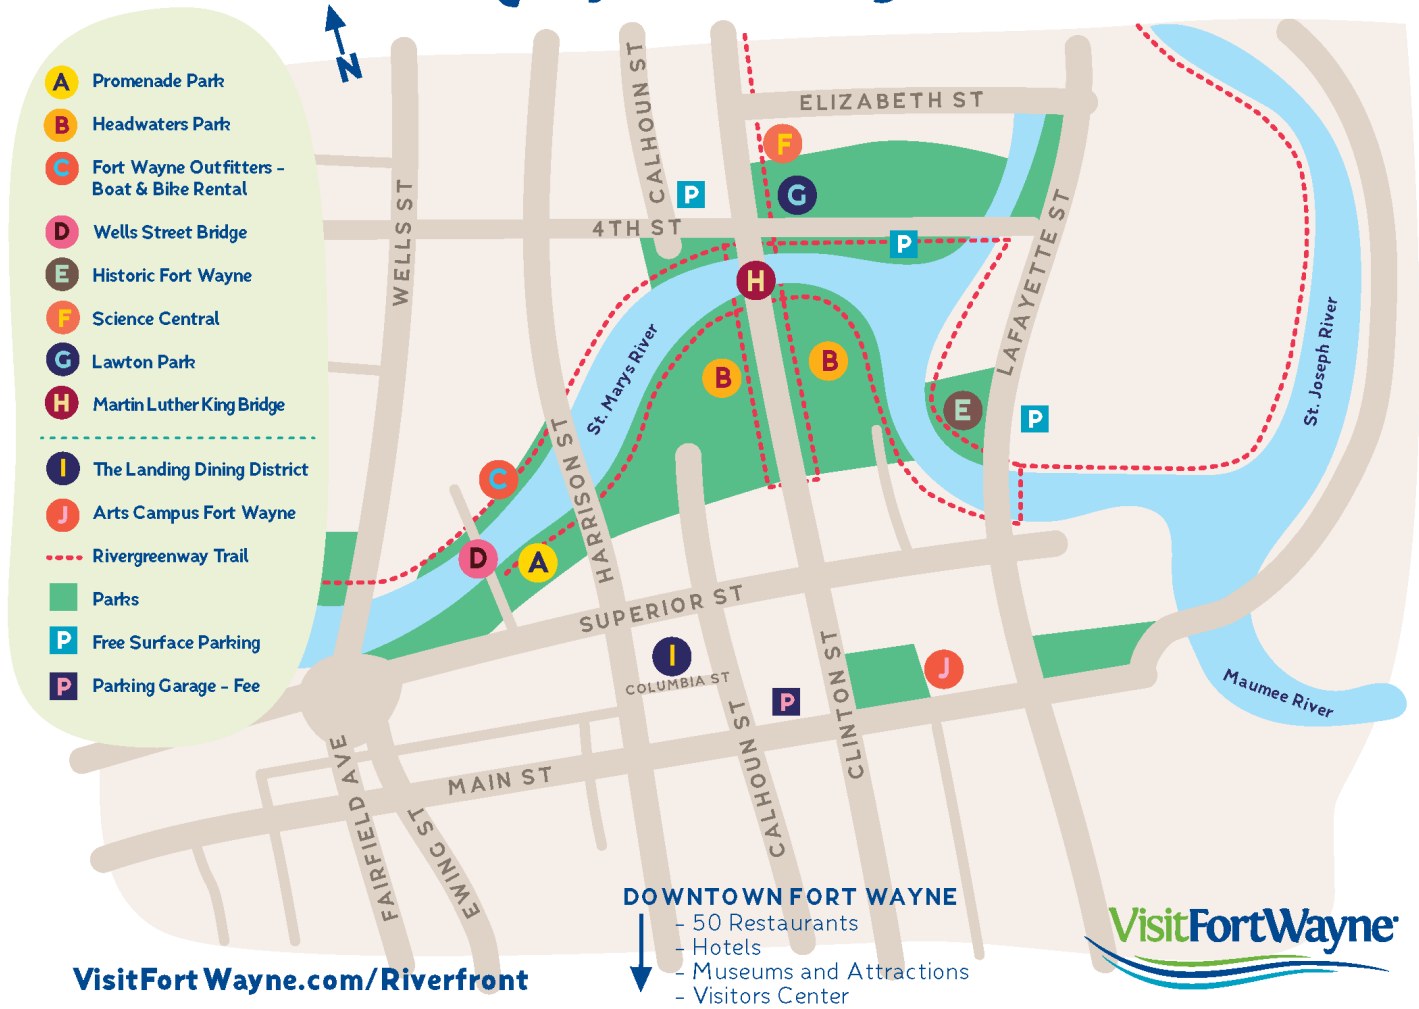 N
A Promenade Park
B Headwaters Park
C Fort Wayne Outfitters -
Boat & Bike Rental
D Wells Street Bridge
E Historic Fort Wayne
F Science Central
G Lawton Park
H Martin Luther King Bridge
I The Landing Dining District
J Arts Campus Fort Wayne
Rivergreenway Trail
Parks
P Free Surface Parking
P Parking Garage - Fee
CALHOUN ST
ELIZABETH ST
F
P
G
WELLS ST
4TH ST
P
LAFAYETTE ST
H
St. Marys River
St. Joseph River
B
B
E
P
HARRISON ST
C
D
A
SUPERIOR ST
I
COLUMBIA ST
CLINTON ST
J
P
Maumee River
CALHOUN ST
FAIRFIELD AVE
MAIN ST
EWING ST
DOWNTOWN FORT WAYNE
- 50 Restaurants
- Hotels
- Museums and Attractions
- Visitors Center
VisitFort Wayne.com/Riverfront
VisitFortWayne